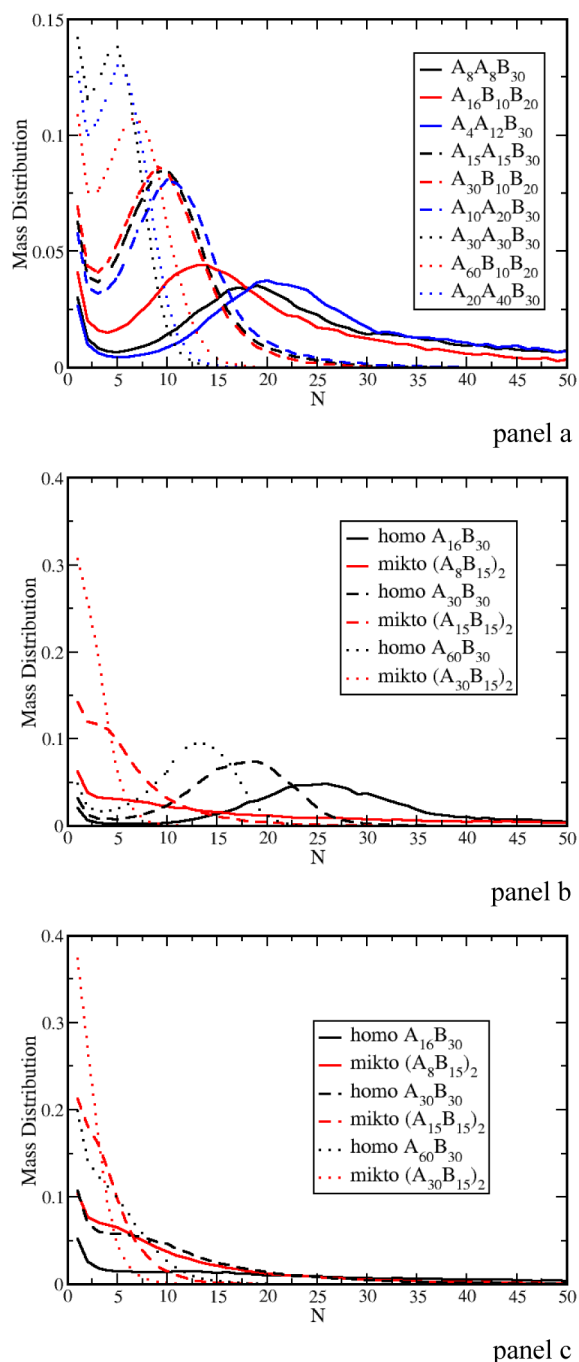 0.15
0.1
0.05
0
Mass Distribution
A₈A₈B₃₀
A₁₆B₁₀B₂₀
A₄A₁₂B₃₀
A₁₅A₁₅B₃₀
A₃₀B₁₀B₂₀
A₁₀A₂₀B₃₀
A₃₀A₃₀B₃₀
A₆₀B₁₀B₂₀
A₂₀A₄₀B₃₀
0 5 10 15 20 25 30 35 40 45 50
N
panel a
0.4
0.3
0.2
0.1
0
Mass Distribution
homo A₁₆B₃₀
mikto (A₈B₁₅)₂
homo A₃₀B₃₀
mikto (A₁₅B₁₅)₂
homo A₆₀B₃₀
mikto (A₃₀B₁₅)₂
0 5 10 15 20 25 30 35 40 45 50
N
panel b
0.4
0.3
0.2
0.1
0
Mass Distribution
homo A₁₆B₃₀
mikto (A₈B₁₅)₂
homo A₃₀B₃₀
mikto (A₁₅B₁₅)₂
homo A₆₀B₃₀
mikto (A₃₀B₁₅)₂
0 5 10 15 20 25 30 35 40 45 50
N
panel c